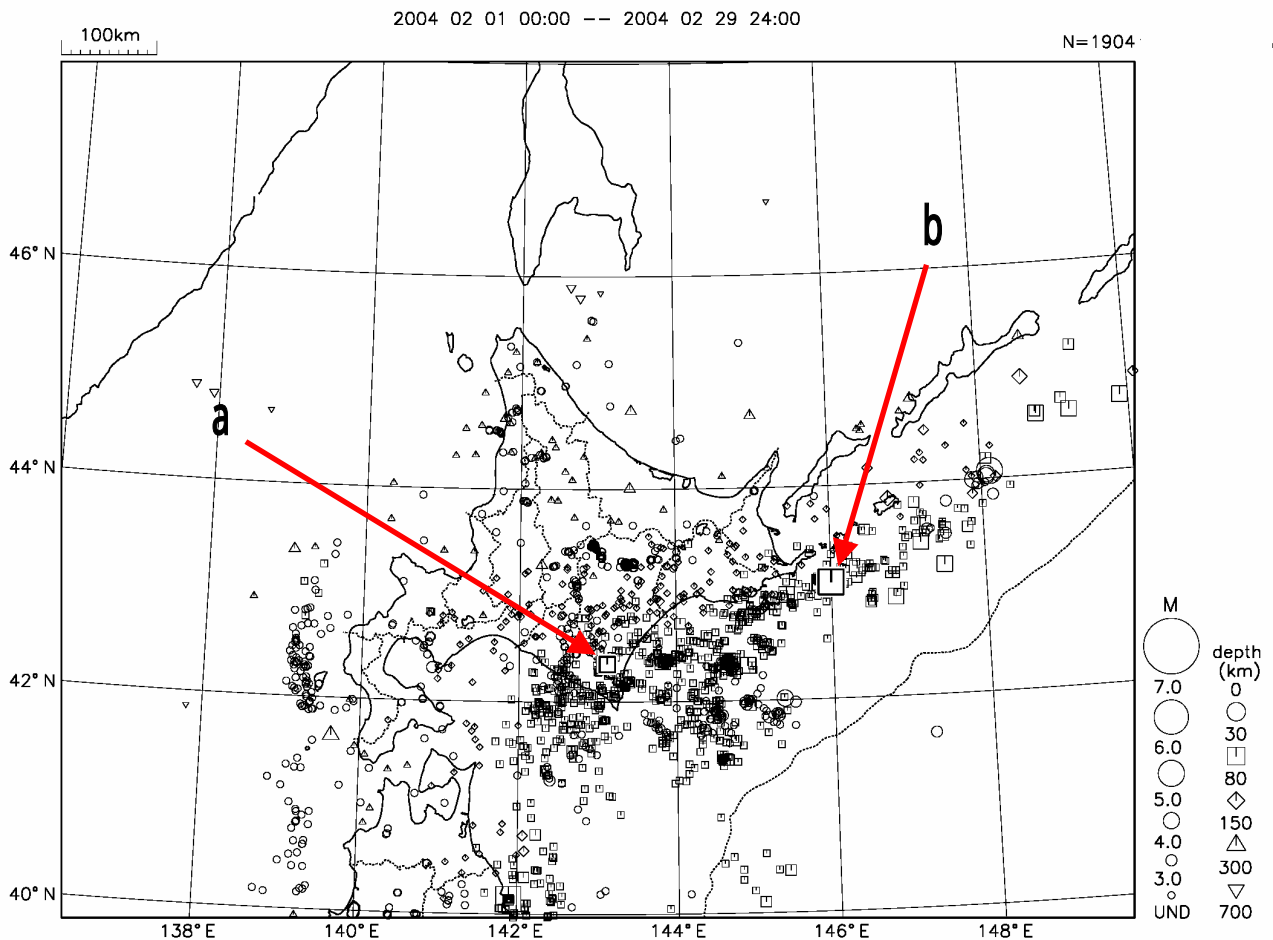 2004 02 01 00:00 -- 2004 02 29 24:00
100km
N=1904
b
46° N
a
44° N
42° N
40° N
138° E
140° E
142° E
144° E
146° E
148° E
M
7.0
6.0
5.0
4.0
3.0
UND
depth
(km)
0
30
80
150
300
700